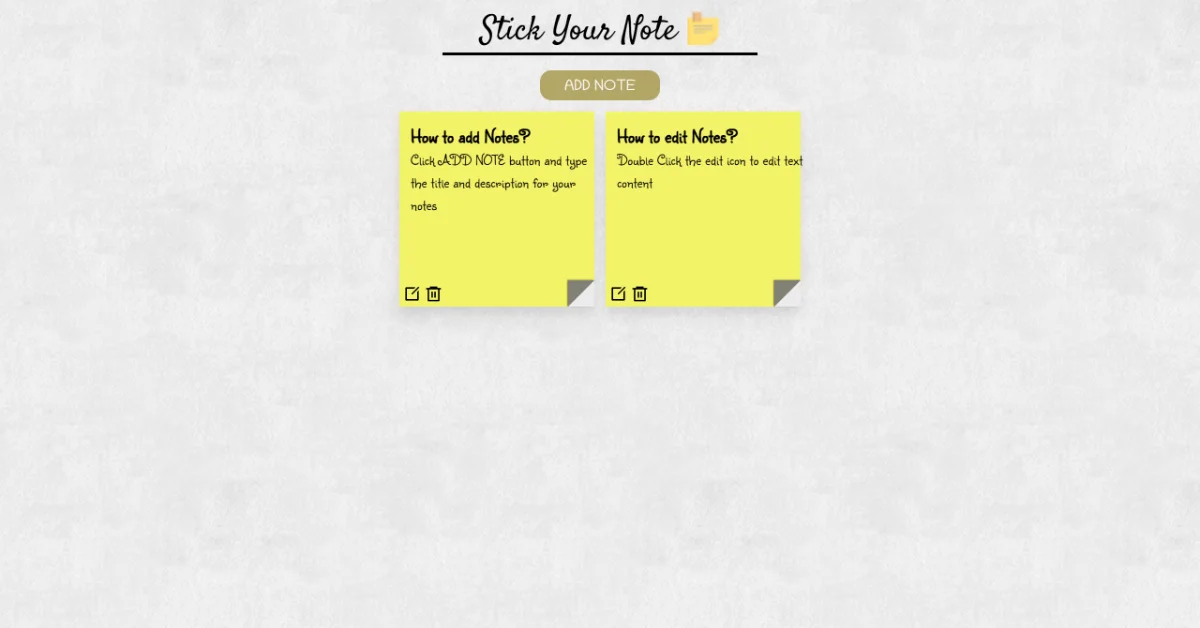 Stick Your Note
ADD NOTE
How to add Notes?
Click ADD NOTE button and type
the title and description for your
notes
How to edit Notes?
Double Click the edit icon to edit text
content